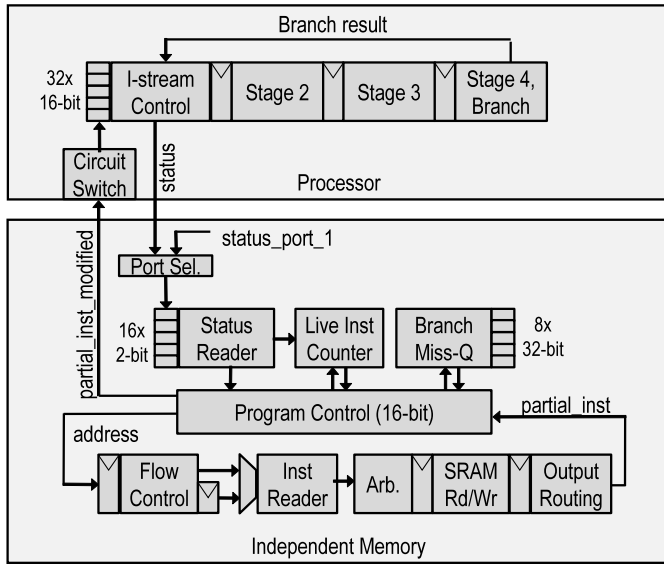 Branch result
32x
16-bit
I-stream
Control
Stage 2
Stage 3
Stage 4,
Branch
Circuit
Switch
status
Processor
partial_inst_modified
status_port_1
Port Sel.
16x
2-bit
Status
Reader
Live Inst
Counter
Branch
Miss-Q
8x
32-bit
Program Control (16-bit)
partial_inst
address
Flow
Control
Inst
Reader
Arb.
SRAM
Rd/Wr
Output
Routing
Independent Memory